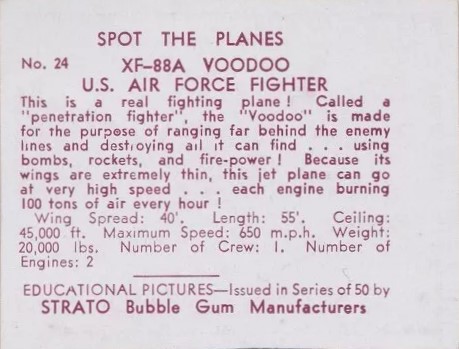 SPOT THE PLANES
No. 24 XF-88A VOODOO
U.S. AIR FORCE FIGHTER
This is a real fighting plane! Called a
"penetration fighter", the "Voodoo" is made
for the purpose of ranging far behind the enemy
lines and destroying all it can find . . . using
bombs, rockets, and fire-power! Because its
wings are extremely thin, this jet plane can go
at very high speed . . . each engine burning
100 tons of air every hour!
Wing Spread: 40'. Length: 55'. Ceiling:
45,000 ft. Maximum Speed: 650 m.p.h. Weight:
20,000 lbs. Number of Crew: 1. Number of
Engines: 2
EDUCATIONAL PICTURES—Issued in Series of 50 by
STRATO Bubble Gum Manufacturers